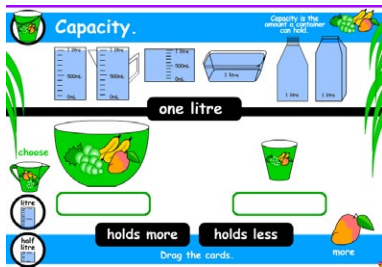 Capacity.
Capacity is the
amount a container
can hold.
1 litre
500mL
0mL
1 litre
500mL
0mL
1 litre
500mL
0mL
1 litre
1 litre
1 litre
one litre
choose
litre
half
litre
holds more
holds less
Drag the cards.
more